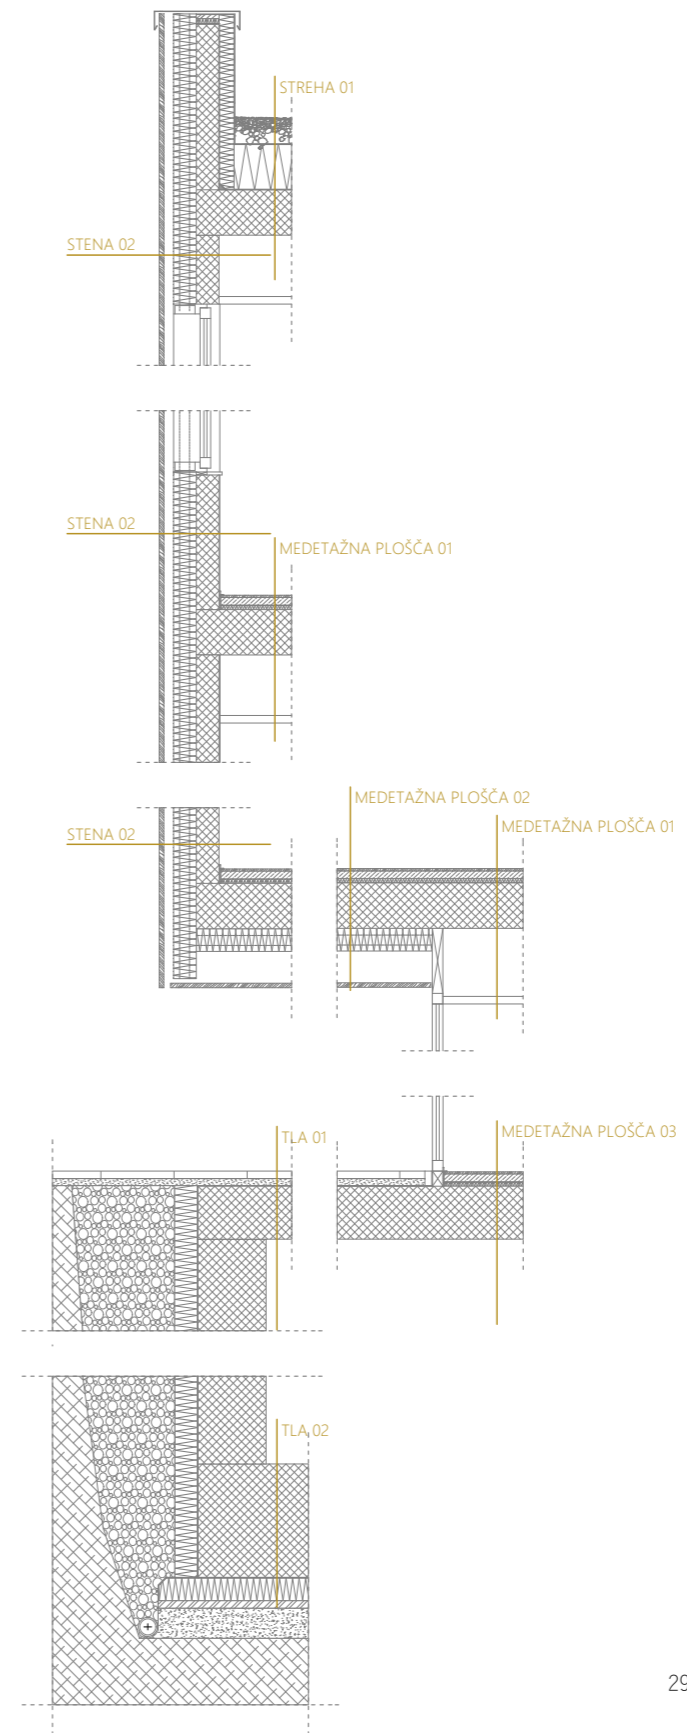 STREHA 01
STENA 02
STENA 02
MEDETAŽNA PLOŠČA 01
MEDETAŽNA PLOŠČA 02
MEDETAŽNA PLOŠČA 01
STENA 02
TLA 01
MEDETAŽNA PLOŠČA 03
TLA 02
29